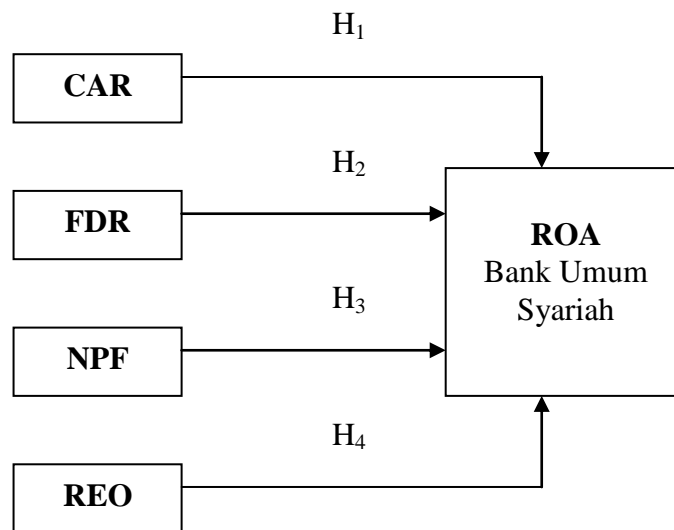 H₁
CAR
H₂
FDR
ROA
Bank Umum
Syariah
H₃
NPF
H₄
REO